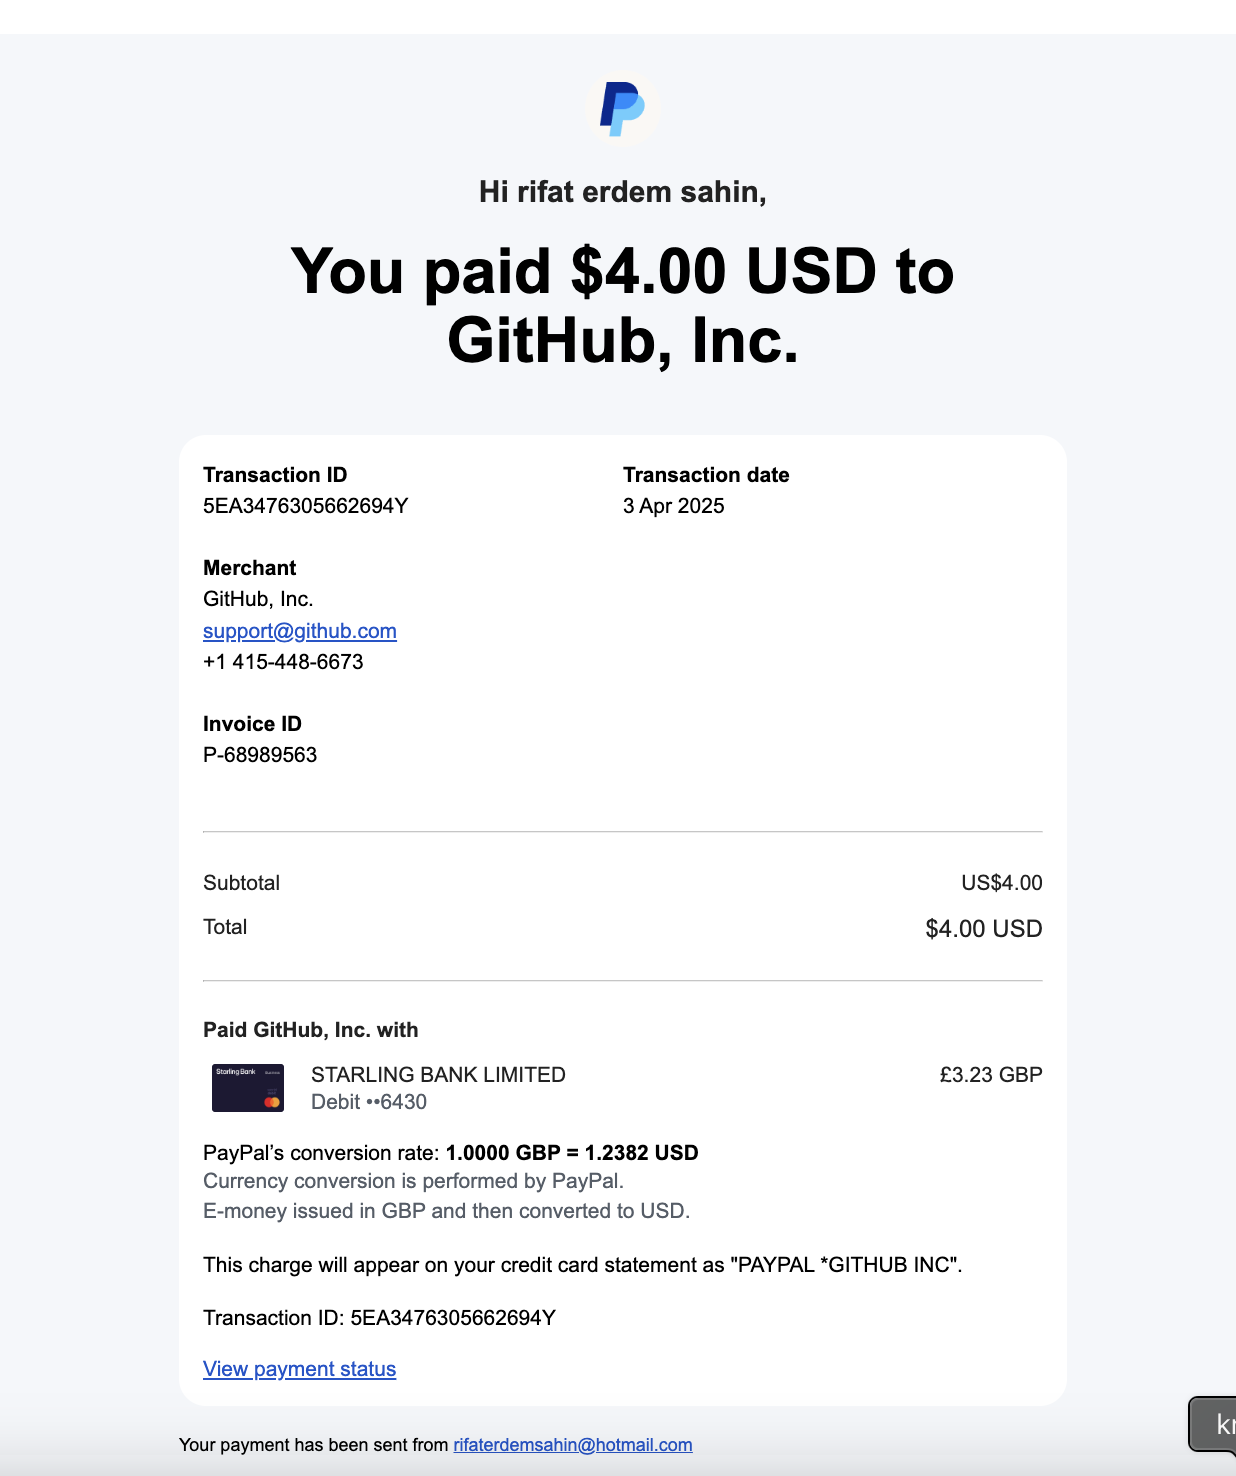 Hi rifat erdem sahin,
You paid $4.00 USD to
GitHub, Inc.
Transaction ID
5EA3476305662694Y
Transaction date
3 Apr 2025
Merchant
GitHub, Inc.
support@github.com
+1 415-448-6673
Invoice ID
P-68989563
Subtotal
US$4.00
Total
$4.00 USD
Paid GitHub, Inc. with
Starling Bank
STARLING BANK LIMITED
£3.23 GBP
Debit ••6430
PayPal’s conversion rate: 1.0000 GBP = 1.2382 USD
Currency conversion is performed by PayPal.
E-money issued in GBP and then converted to USD.
This charge will appear on your credit card statement as "PAYPAL *GITHUB INC".
Transaction ID: 5EA3476305662694Y
View payment status
Your payment has been sent from rifaterdemsahin@hotmail.com